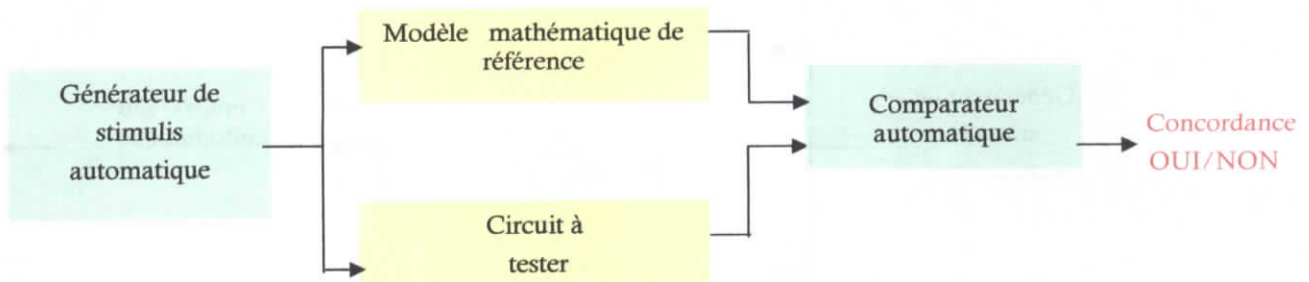 Modèle mathématique de
référence
Générateur de
stimulis
automatique
Comparateur
automatique
Concordance
OUI/NON
Circuit à
tester